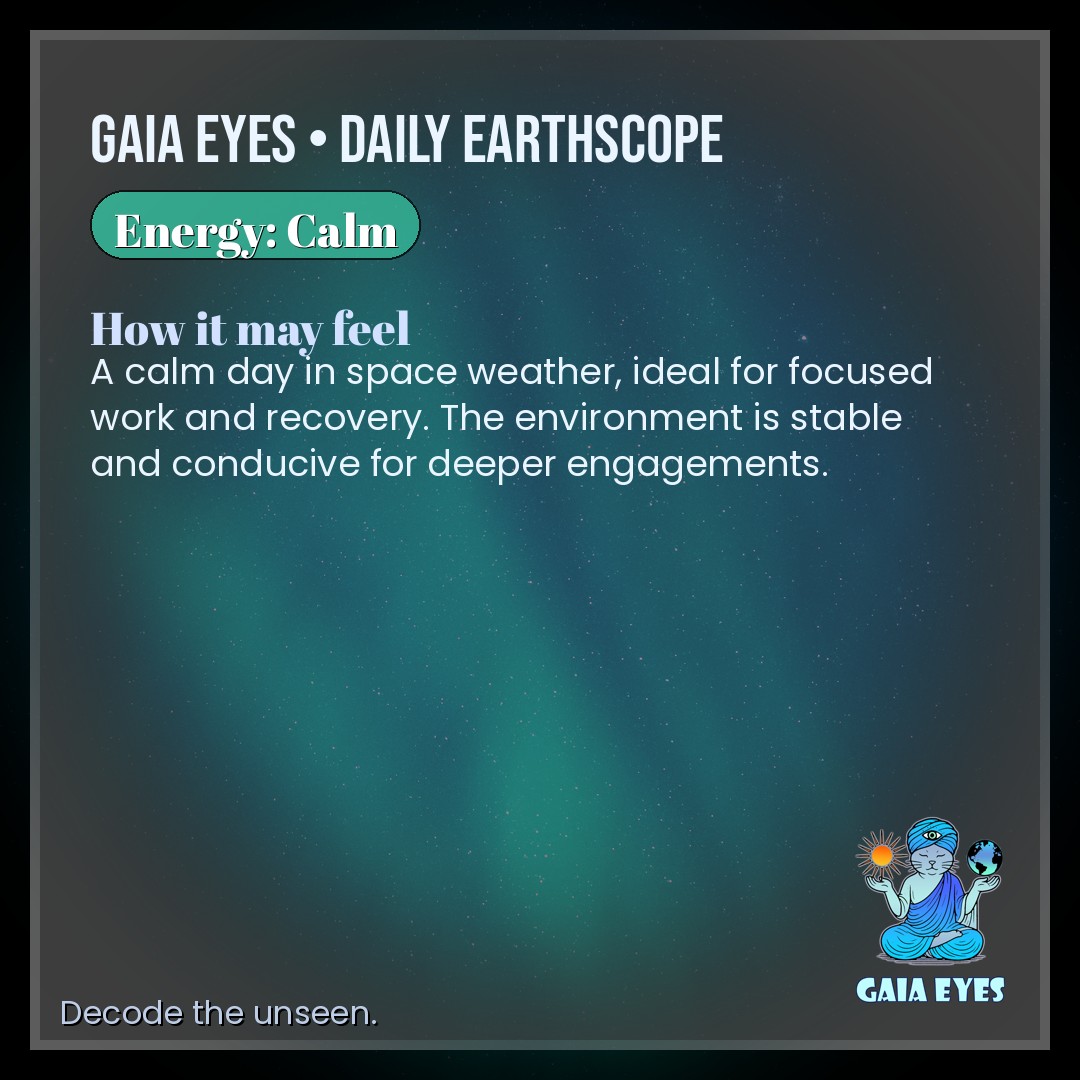 GAIA EYES • DAILY EARTHSCOPE
Energy: Calm
How it may feel
A calm day in space weather, ideal for focused
work and recovery. The environment is stable
and conducive for deeper engagements.
GAIA EYES
Decode the unseen.